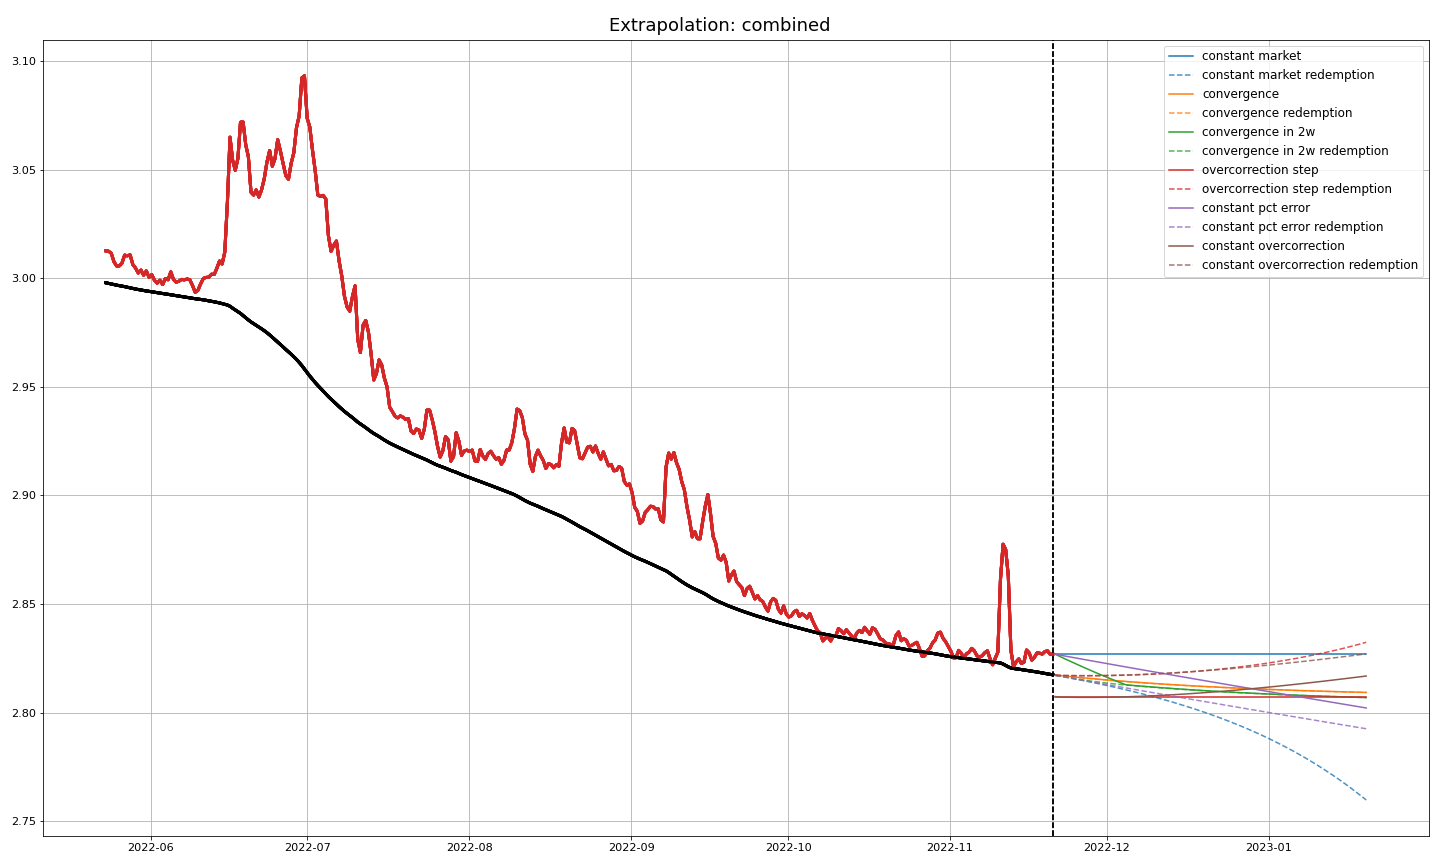 Extrapolation: combined
3.10
3.05
3.00
2.95
2.90
2.85
2.80
2.75
constant market
constant market redemption
convergence
convergence redemption
convergence in 2w
convergence in 2w redemption
overcorrection step
overcorrection step redemption
constant pct error
constant pct error redemption
constant overcorrection
constant overcorrection redemption
2022-06
2022-07
2022-08
2022-09
2022-10
2022-11
2022-12
2023-01